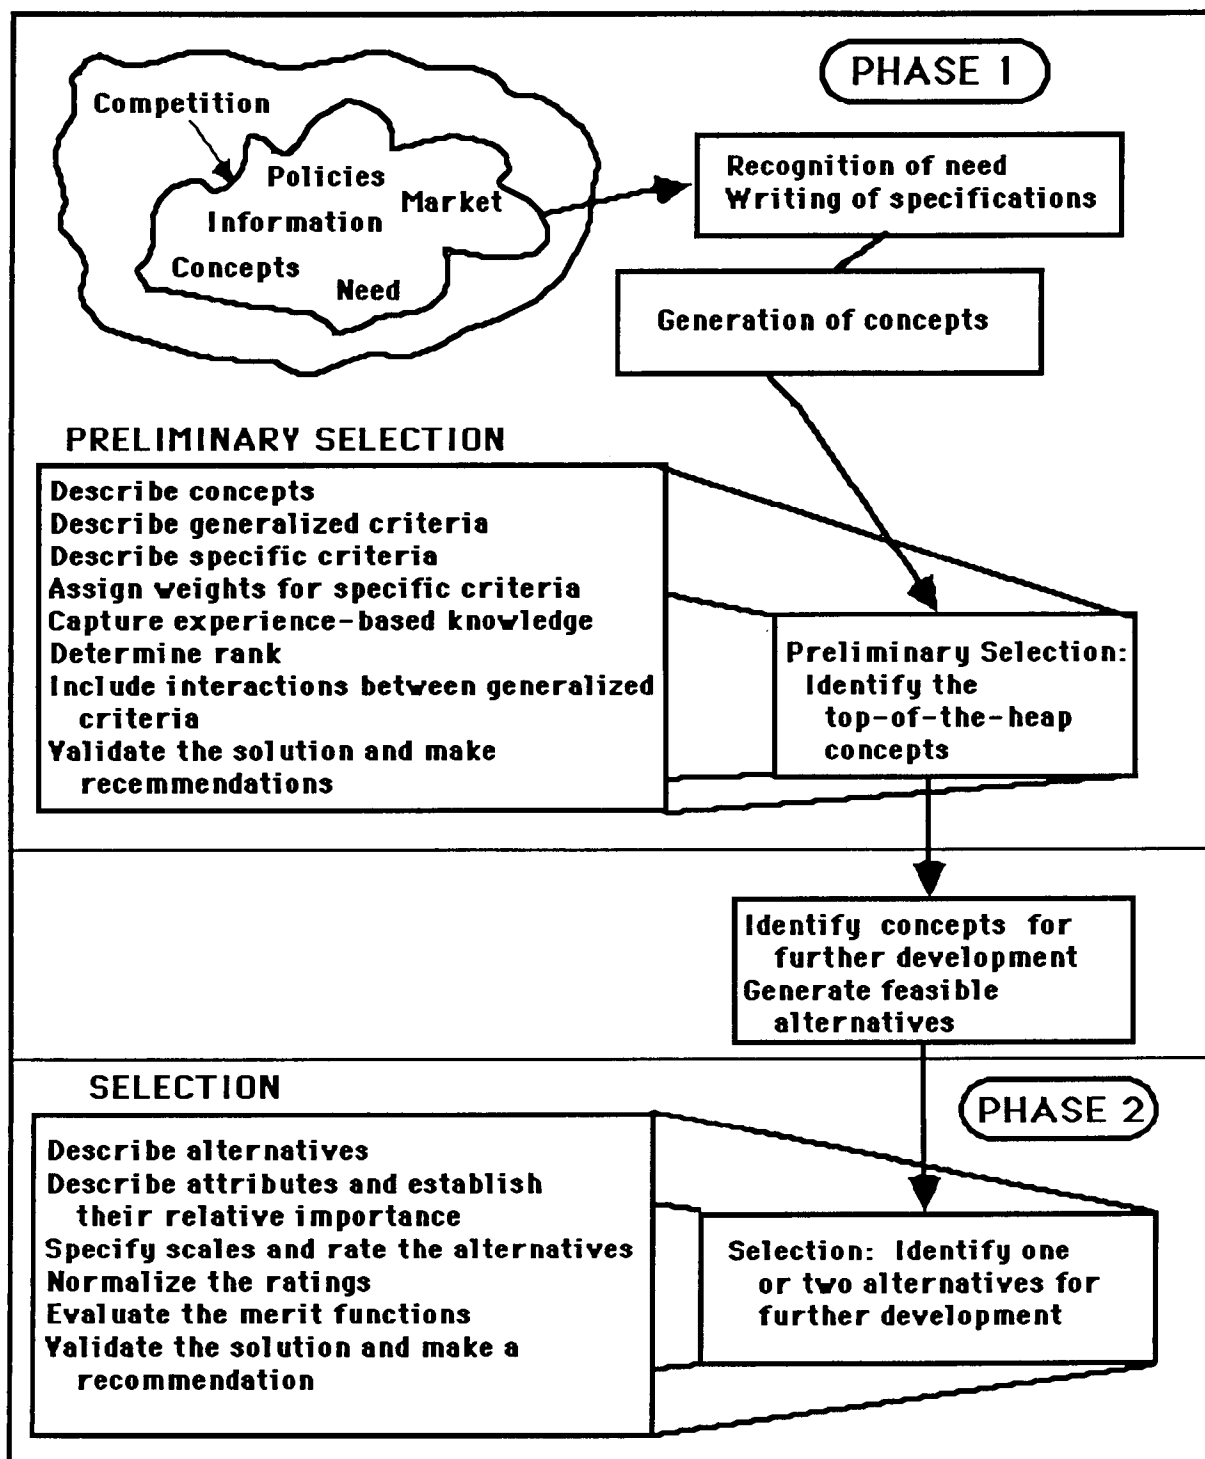 PHASE 1
Competition
Policies
Market
Information
Concepts
Need
Recognition of need
Writing of specifications
Generation of concepts
PRELIMINARY SELECTION
Describe concepts
Describe generalized criteria
Describe specific criteria
Assign weights for specific criteria
Capture experience-based knowledge
Determine rank
Include interactions between generalized
criteria
Validate the solution and make
recemmendations
Preliminary Selection:
Identify the
top-of-the-heap
concepts
Identify concepts for
further development
Generate feasible
alternatives
SELECTION
PHASE 2
Describe alternatives
Describe attributes and establish
their relative importance
Specify scales and rate the alternatives
Normalize the ratings
Evaluate the merit functions
Validate the solution and make a
recommendation
Selection: Identify one
or two alternatives for
further development